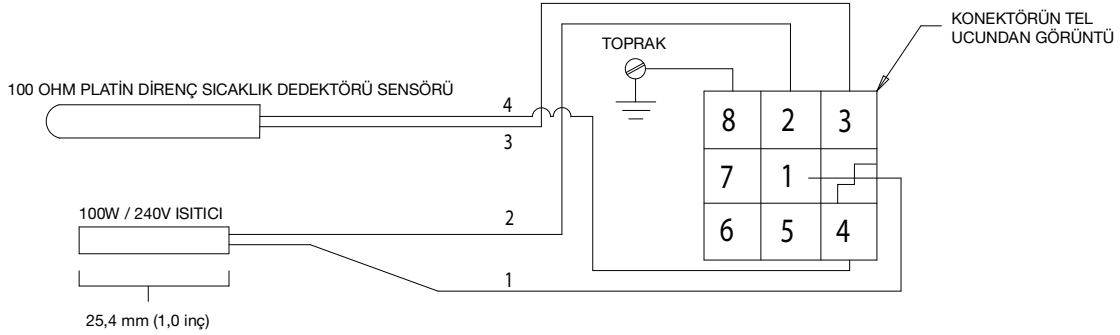 KONEKTÖRÜN TEL
UCUNDAN GÖRÜNTÜ
TOPRAK
100 OHM PLATİN DİRENÇ SICAKLIK DEDEKTÖRÜ SENSÖRÜ
4
3
8 2 3
7 1
6 5 4
100W / 240V ISITICI
2
1
25,4 mm (1,0 inç)